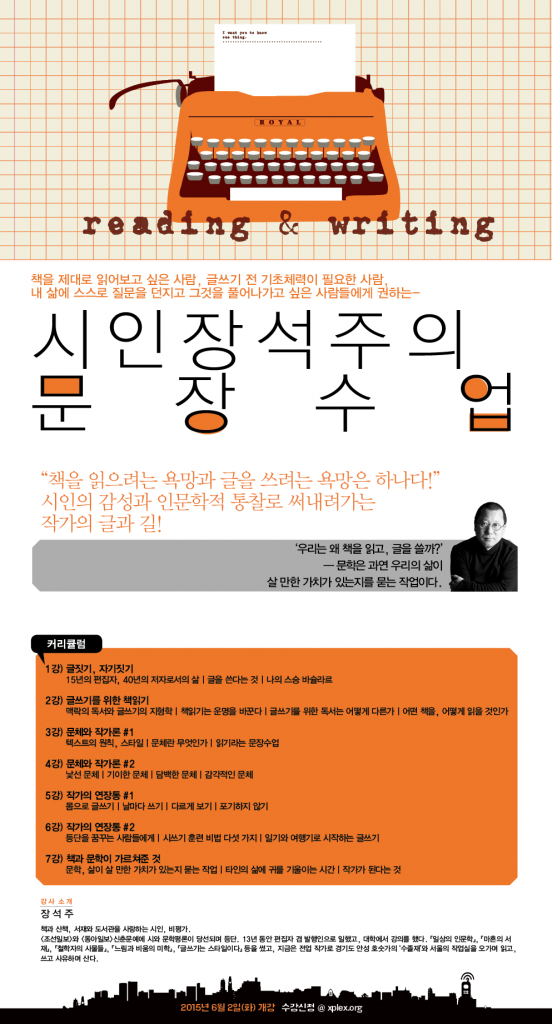 I want you to know
one thing.
ROYAL
reading & writing
책을 제대로 읽어보고 싶은 사람, 글쓰기 전 기초체력이 필요한 사람,
내 삶에 스스로 질문을 던지고 그것을 풀어나가고 싶은 사람들에게 권하는–
시인장석주의
문장수업
“책을 읽으려는 욕망과 글을 쓰려는 욕망은 하나다!”
시인의 감성과 인문학적 통찰로 써내려가는
작가의 글과 길!
‘우리는 왜 책을 읽고, 글을 쓸까?’
— 문학은 과연 우리의 삶이
살 만한 가치가 있는지를 묻는 작업이다.
커리큘럼
1강) 글짓기, 자기짓기
15년의 편집자, 40년의 저자로서의 삶 | 글을 쓴다는 것 | 나의 스승 바슐라르
2강) 글쓰기를 위한 책읽기
맥락의 독서와 글쓰기의 지형학 | 책읽기는 운명을 바꾼다 | 글쓰기를 위한 독서는 어떻게 다른가 | 어떤 책을, 어떻게 읽을 것인가
3강) 문체와 작가론 #1
텍스트의 원칙, 스타일 | 문체란 무엇인가 | 읽기라는 문장수업
4강) 문체와 작가론 #2
낯선 문체 | 기이한 문체 | 담백한 문체 | 감각적인 문체
5강) 작가의 연장통 #1
몸으로 글쓰기 | 날마다 쓰기 | 다르게 보기 | 포기하지 않기
6강) 작가의 연장통 #2
등단을 꿈꾸는 사람들에게 | 시쓰기 훈련 비법 다섯 가지 | 일기와 여행기로 시작하는 글쓰기
7강) 책과 문학이 가르쳐준 것
문학, 삶이 살 만한 가치가 있는지 묻는 작업 | 타인의 삶에 귀를 기울이는 시간 | 작가가 된다는 것
강사 소개
장석주
책과 산책, 서재와 도서관을 사랑하는 시인, 비평가.
《조선일보》와 《동아일보》신춘문예에 시와 문학평론이 당선되며 등단. 13년 동안 편집자 겸 발행인으로 일했고, 대학에서 강의를 했다. 『일상의 인문학』, 『마흔의 서
재』, 『철학자의 사물들』, 『느림과 비움의 미학』, 『글쓰기는 스타일이다』 등을 썼고, 지금은 전업 작가로 경기도 안성 호숫가의 ‘수졸재’와 서울의 작업실을 오가며 읽고,
쓰고 사유하며 산다.
2015년 6월 2일(화) 개강 수강신청 @ xplex.org